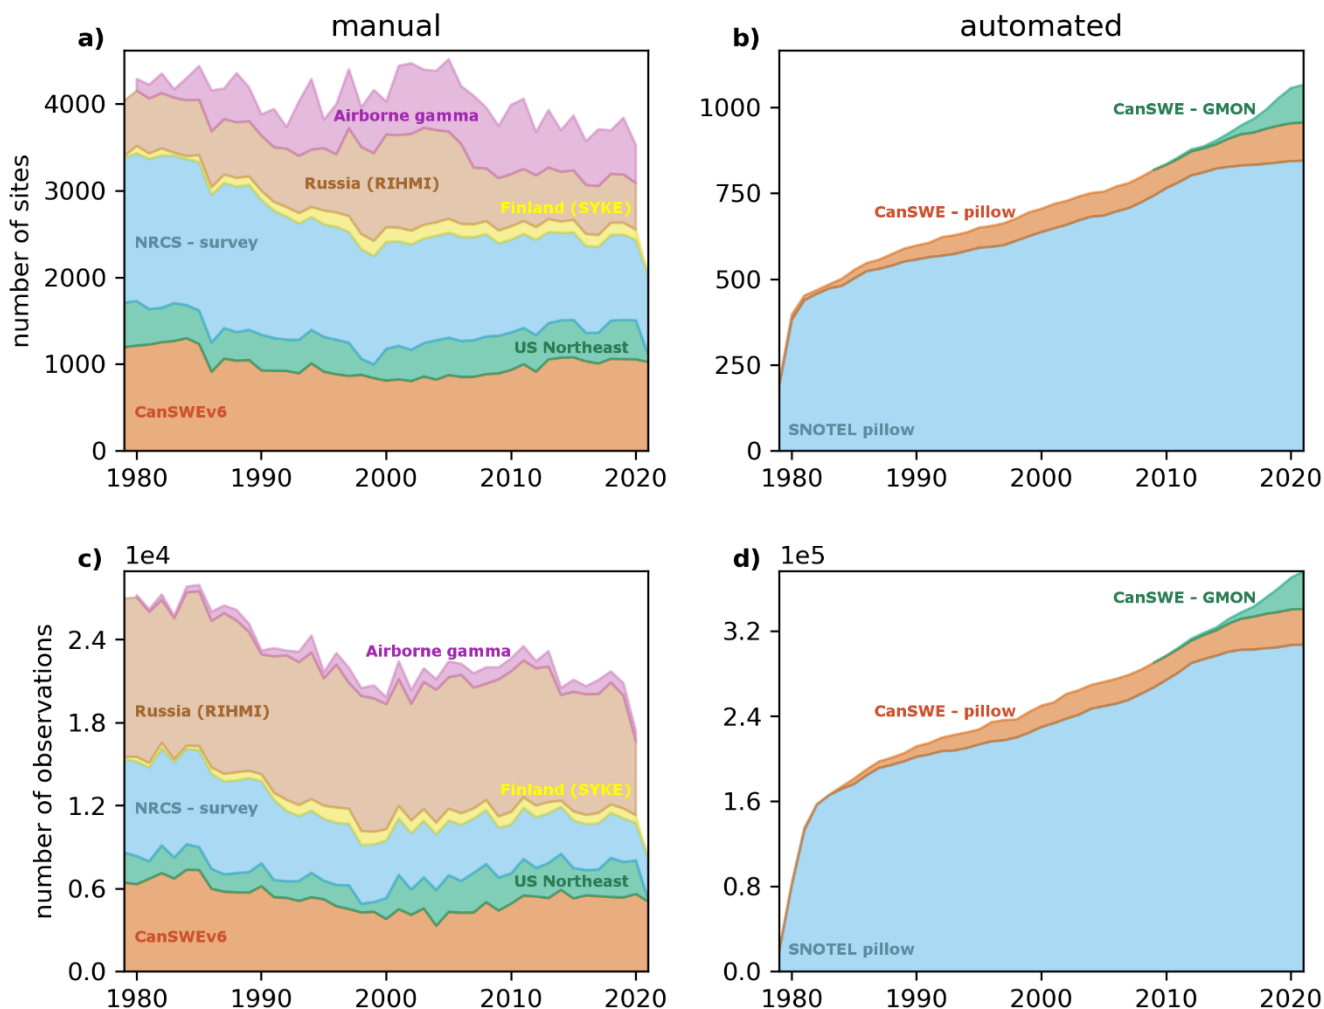 manual
a)
number of sites
4000
3000
2000
1000
0
Airborne gamma
Russia (RIHMI)
Finland (SYKE)
NRCS - survey
US Northeast
CanSWEv6
1980 1990 2000 2010 2020
automated
b)
1000
750
500
250
0
CanSWE - GMON
CanSWE - pillow
SNOTEL pillow
1980 1990 2000 2010 2020
c) 1e4
number of observations
2.4
1.8
1.2
0.6
0.0
Airborne gamma
Russia (RIHMI)
Finland (SYKE)
NRCS - survey
US Northeast
CanSWEv6
1980 1990 2000 2010 2020
d) 1e5
3.2
2.4
1.6
0.8
0.0
CanSWE - GMON
CanSWE - pillow
SNOTEL pillow
1980 1990 2000 2010 2020